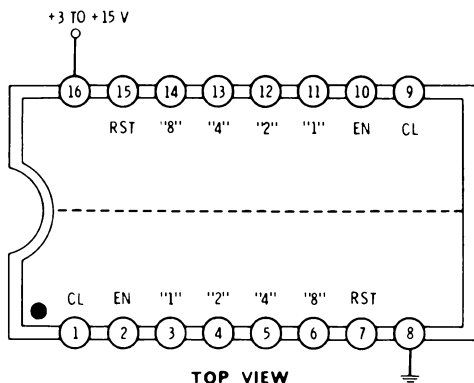 +3 TO +15 V
16 15 14 13 12 11 10 9
RST "8" "4" "2" "1" EN CL
CL EN "1" "2" "4" "8" RST
1 2 3 4 5 6 7 8
TOP VIEW